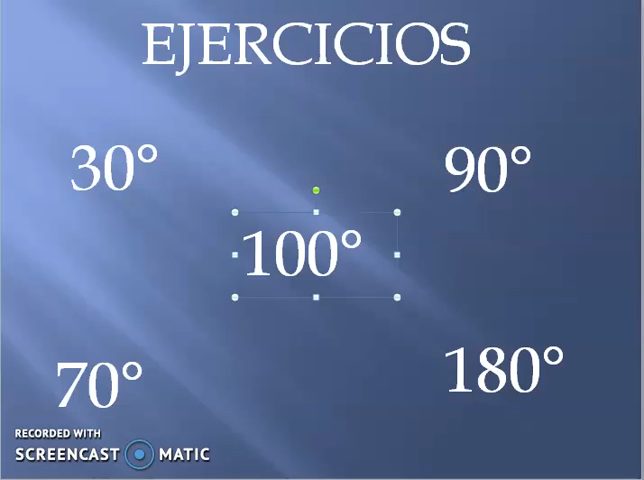 EJERCICIOS
30°
90°
100°
70°
180°
RECORDED WITH
SCREENCAST MATIC